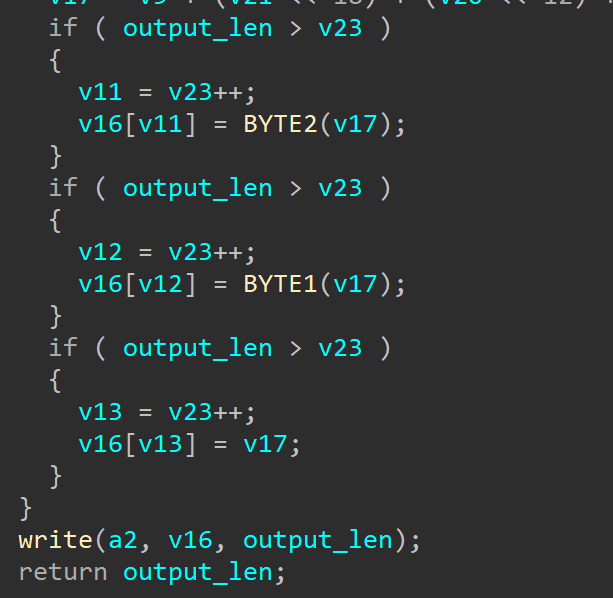 if ( output_len > v23 )
{
v11 = v23++;
v16[v11] = BYTE2(v17);
}
if ( output_len > v23 )
{
v12 = v23++;
v16[v12] = BYTE1(v17);
}
if ( output_len > v23 )
{
v13 = v23++;
v16[v13] = v17;
}
}
write(a2, v16, output_len);
return output_len;